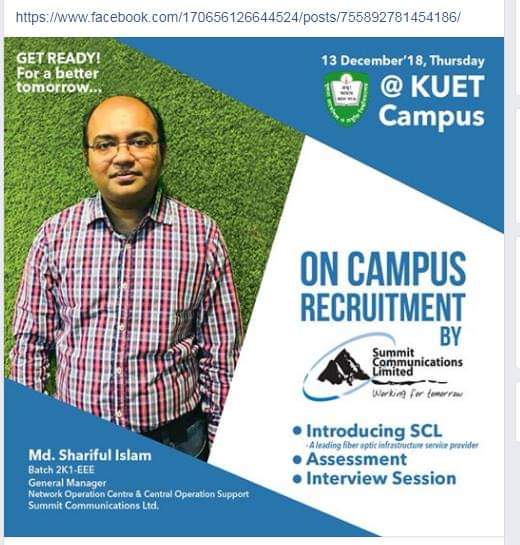 https://www.facebook.com/170656126644524/posts/755892781454186/
GET READY!
For a better
tomorrow...
13 December'18, Thursday
@ KUET
Campus
ON CAMPUS
RECRUITMENT
BY
Summit
Communications
Limited
Working for tomorrow
• Introducing SCL
- A leading fiber optic infrastructure service provider
• Assessment
• Interview Session
Md. Shariful Islam
Batch 2K1-EEE
General Manager
Network Operation Centre & Central Operation Support
Summit Communications Ltd.